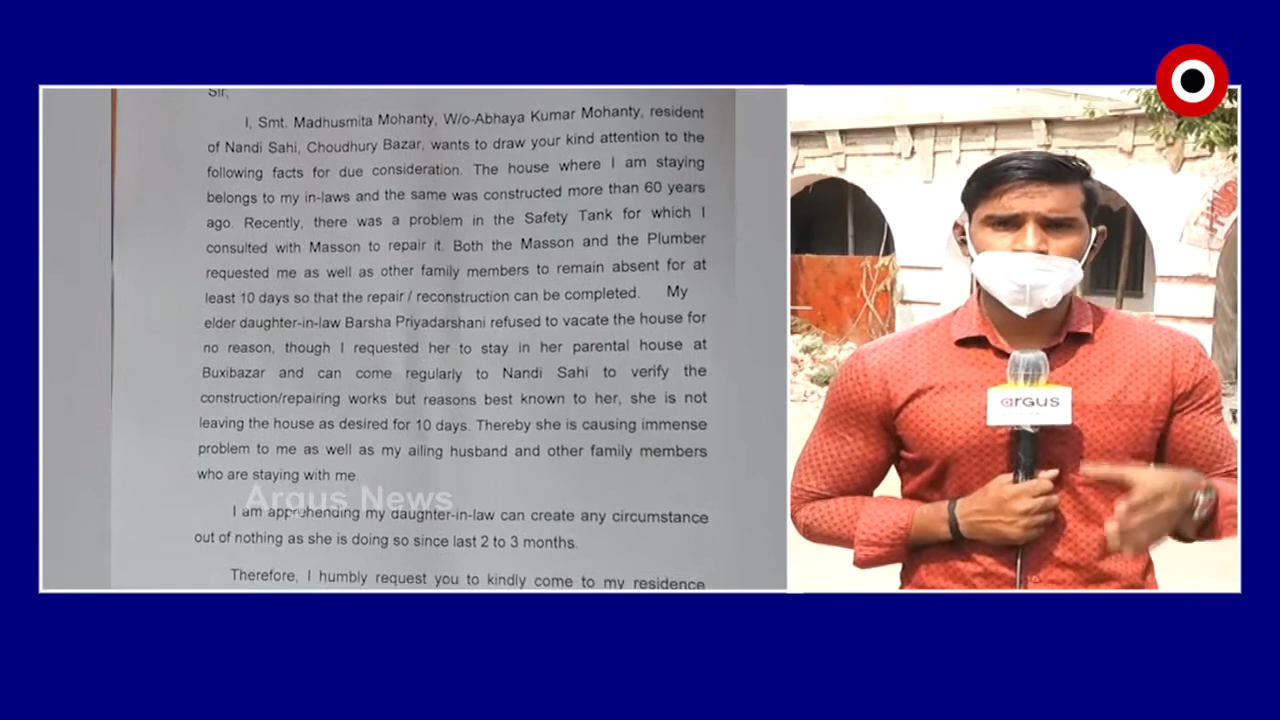 Sir,
I, Smt. Madhusmita Mohanty, W/o-Abhaya Kumar Mohanty, resident
of Nandi Sahi, Choudhury Bazar, wants to draw your kind attention to the
following facts for due consideration. The house where I am staying
belongs to my in-laws and the same was constructed more than 60 years
ago. Recently, there was a problem in the Safety Tank for which I
consulted with Masson to repair it. Both the Masson and the Plumber
requested me as well as other family members to remain absent for at
least 10 days so that the repair / reconstruction can be completed. My
elder daughter-in-law Barsha Priyadarshani refused to vacate the house for
no reason, though I requested her to stay in her parental house at
Buxibazar and can come regularly to Nandi Sahi to verify the
construction/repairing works but reasons best known to her, she is not
leaving the house as desired for 10 days. Thereby she is causing immense
problem to me as well as my ailing husband and other family members
who are staying with me.
Argus News
I am apprehending my daughter-in-law can create any circumstance
out of nothing as she is doing so since last 2 to 3 months.
Therefore, I humbly request you to kindly come to my residence
argus